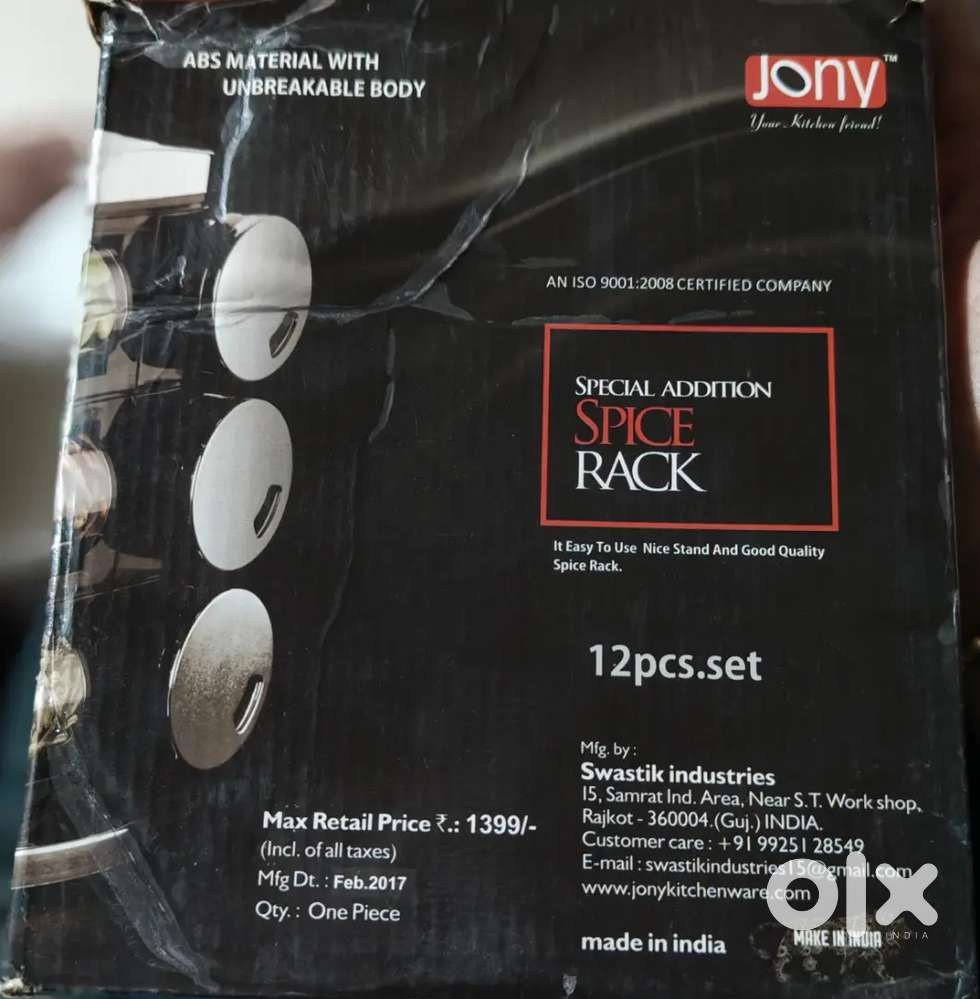 ABS MATERIAL WITH
UNBREAKABLE BODY
Jony™
Your Kitchen friend!
AN ISO 9001:2008 CERTIFIED COMPANY
SPECIAL ADDITION
SPICE
RACK
It Easy To Use Nice Stand And Good Quality
Spice Rack.
12pcs.set
Mfg. by :
Swastik industries
15, Samrat Ind. Area, Near S.T. Work shop,
Rajkot - 360004.(Guj.) INDIA.
Customer care : +91 99251 28549
E-mail : swastikindustries15@gmail.com
www.jonykitchenware.com
made in india
MAKE IN INDIA
Max Retail Price ₹.: 1399/-
(Incl. of all taxes)
Mfg Dt. : Feb.2017
Qty. : One Piece
olx
INDIA